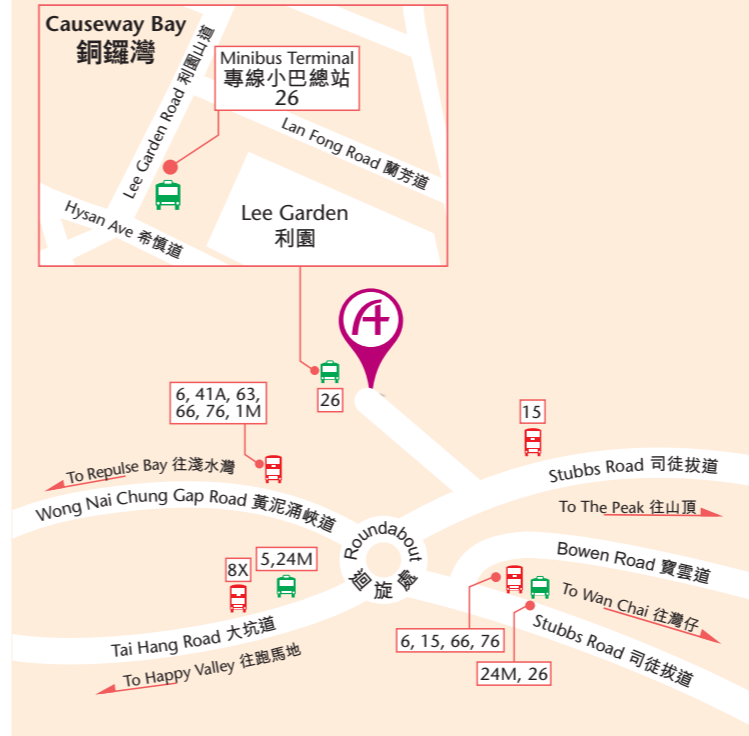 Causeway Bay
銅鑼灣
Minibus Terminal
專線小巴總站
26
Lee Garden Road 利園山道
Lan Fong Road 蘭芳道
Hysan Ave 希慎道
Lee Garden
利園
26
6, 41A, 63,
66, 76, 1M
15
To Repulse Bay 往淺水灣
Wong Nai Chung Gap Road 黃泥涌峽道
Stubbs Road 司徒拔道
To The Peak 往山頂
Roundabout
迴旋處
Bowen Road 寶雲道
8X
5,24M
To Wan Chai 往灣仔
Tai Hang Road 大坑道
6, 15, 66, 76
Stubbs Road 司徒拔道
To Happy Valley 往跑馬地
24M, 26